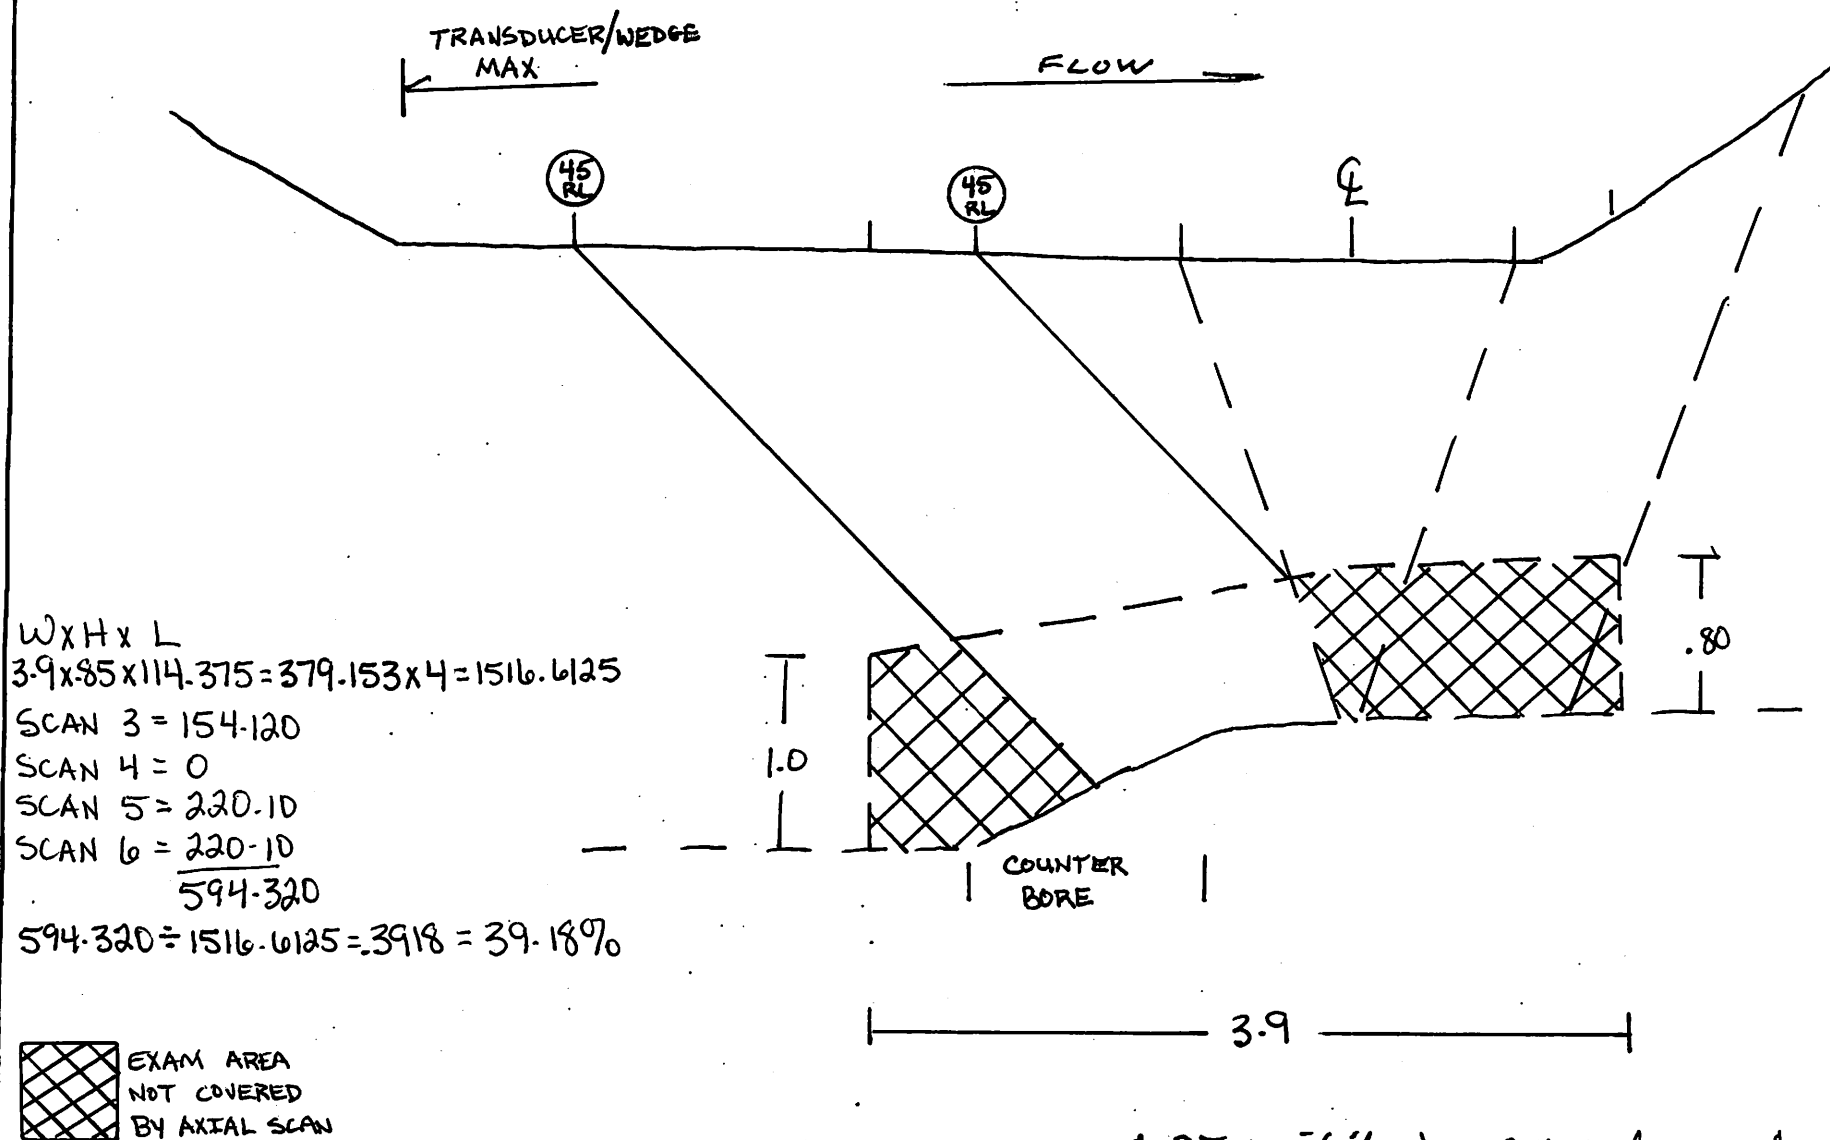 TRANSDUCER/WEDGE
MAX
FLOW
45
RL
45
RL
℄
WXHX L
3.9x.85x114.375=379.153x4=1516.6125
SCAN 3 = 154.120
SCAN 4 = 0
SCAN 5 = 220.10
SCAN 6 = 220.10
594.320
594.320÷1516.6125=.3918 = 39.18%
1.0
.80
COUNTER
BORE
3.9
EXAM AREA
NOT COVERED
BY AXIAL SCAN